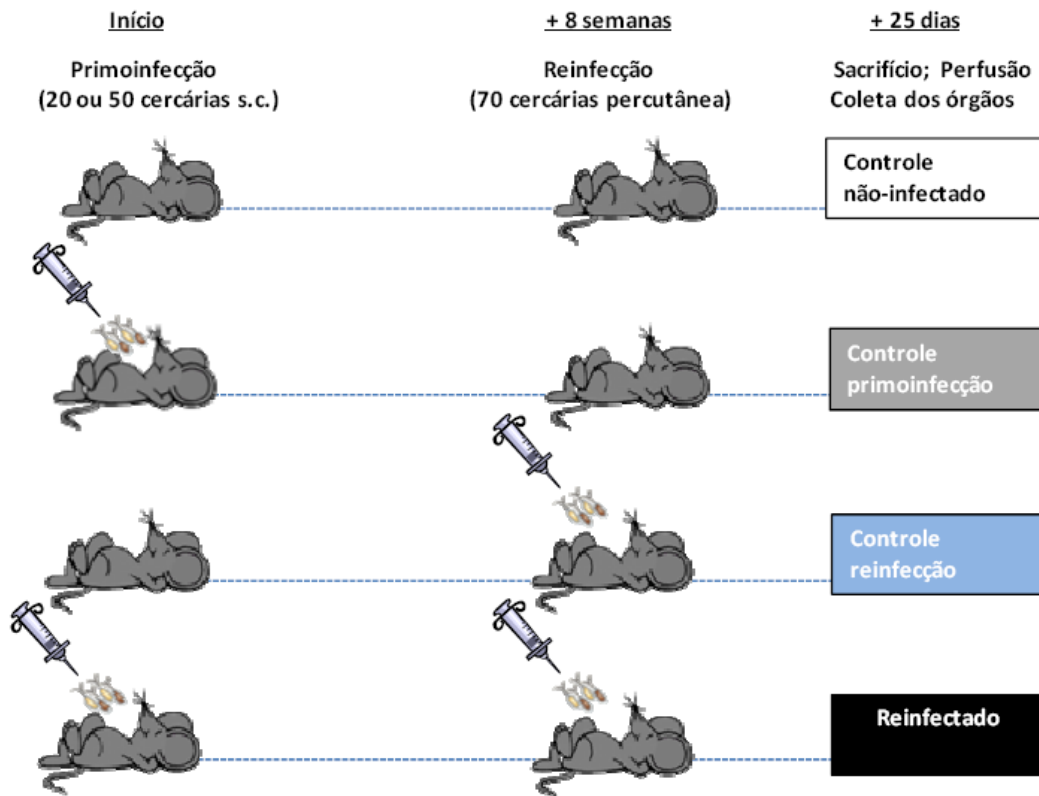 Início
+ 8 semanas
+ 25 dias
Primoinfecção
(20 ou 50 cercárias s.c.)
Reinfecção
(70 cercárias percutânea)
Sacrifício; Perfusão
Coleta dos órgãos
Controle
não-infectado
Controle
primoinfecção
Controle
reinfecção
Reinfectado